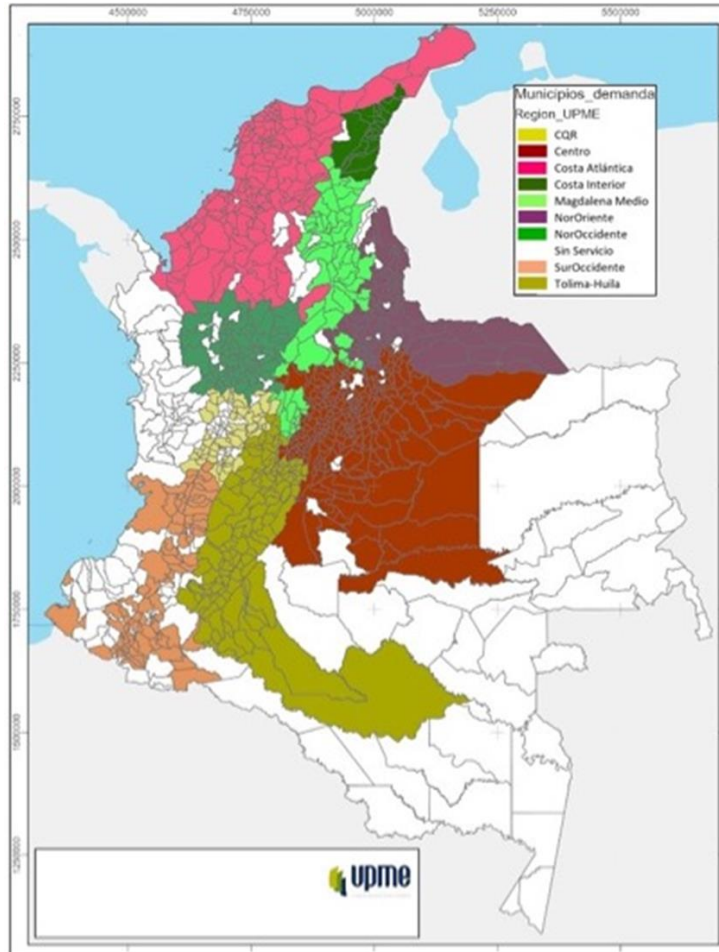 4500000 4750000 5000000 5250000 5500000
2750000
2500000
2250000
2000000
1750000
1500000
1250000
Municipios_demanda
Region_UPME
CQR
Centro
Costa Atlántica
Costa Interior
Magdalena Medio
NorOriente
NorOccidente
Sin Servicio
SurOccidente
Tolima-Huila
upme